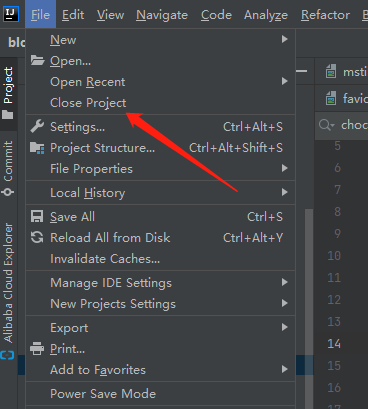 IJ File Edit View Navigate Code Analyze Refactor
blo
New
Open...
Open Recent
Close Project
Settings... Ctrl+Alt+S
Project Structure... Ctrl+Alt+Shift+S
File Properties
Local History
Save All Ctrl+S
Reload All from Disk Ctrl+Alt+Y
Invalidate Caches...
Manage IDE Settings
New Projects Settings
Export
Print...
Add to Favorites
Power Save Mode
Project
Commit
Alibaba Cloud Explorer
msti
favic
choc
5
6
7
8
9
10
11
12
13
14
15
16
17